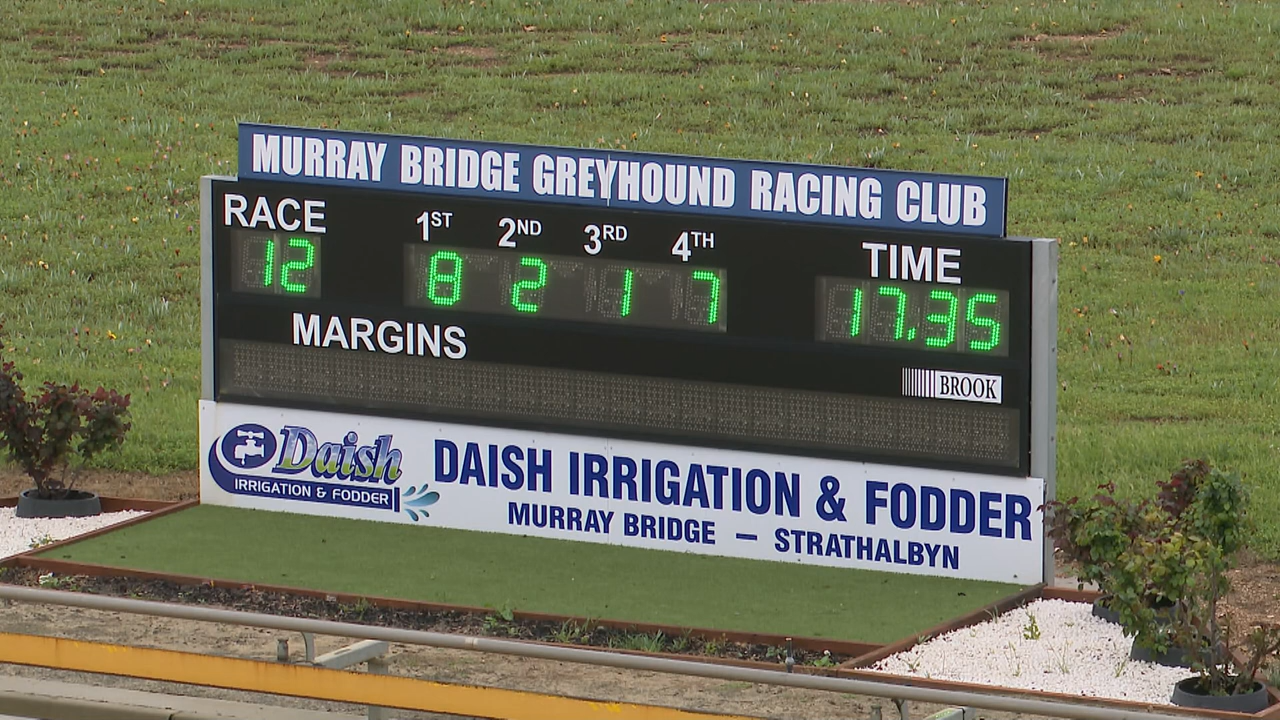 MURRAY BRIDGE GREYHOUND RACING CLUB
RACE 1ST 2ND 3RD 4TH TIME
12 8 2 1 7 17.35
MARGINS
BROOK
Daish
IRRIGATION & FODDER
DAISH IRRIGATION & FODDER
MURRAY BRIDGE — STRATHALBYN